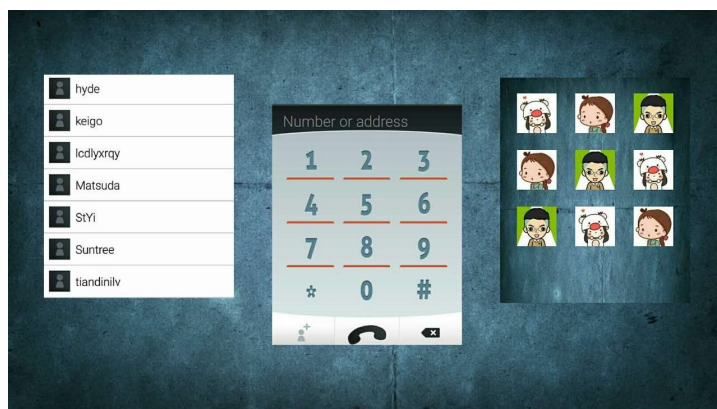 hyde
keigo
lcdlyxrqy
Matsuda
StYi
Suntree
tiandinilv
Number or address
1 2 3
4 5 6
7 8 9
* 0 #